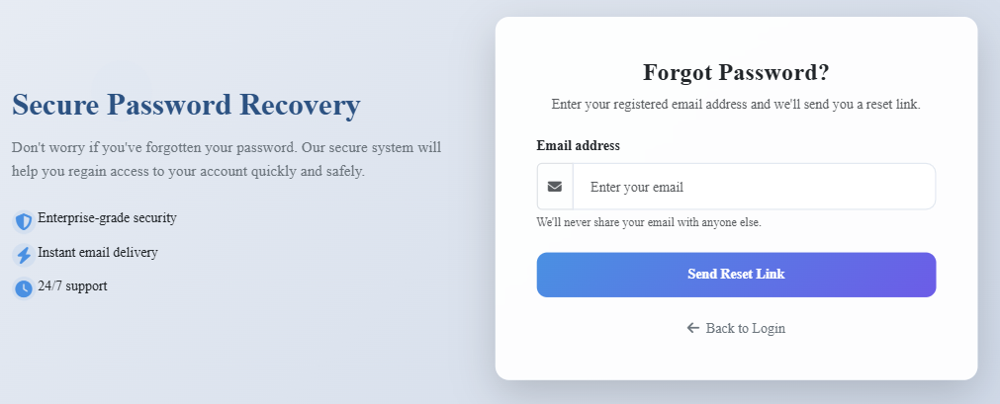 Secure Password Recovery
Don't worry if you've forgotten your password. Our secure system will
help you regain access to your account quickly and safely.
Enterprise-grade security
Instant email delivery
24/7 support
Forgot Password?
Enter your registered email address and we'll send you a reset link.
Email address
Enter your email
We'll never share your email with anyone else.
Send Reset Link
Back to Login